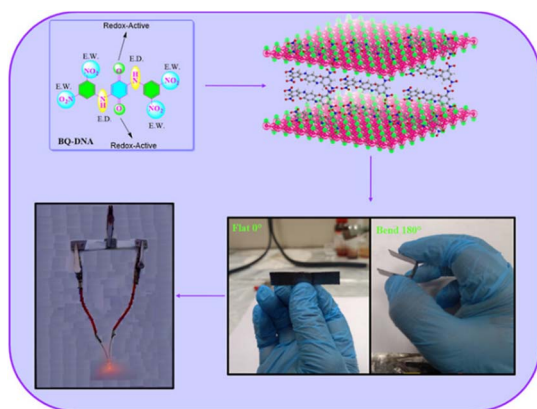 Redox-Active
E.W.
NO2
O
E.D.
H
N
E.W.
NO2
E.W.
O2N
N
H
E.D.
O
NO2
E.W.
BQ-DNA
Redox-Active
Flat 0°
Bend 180°